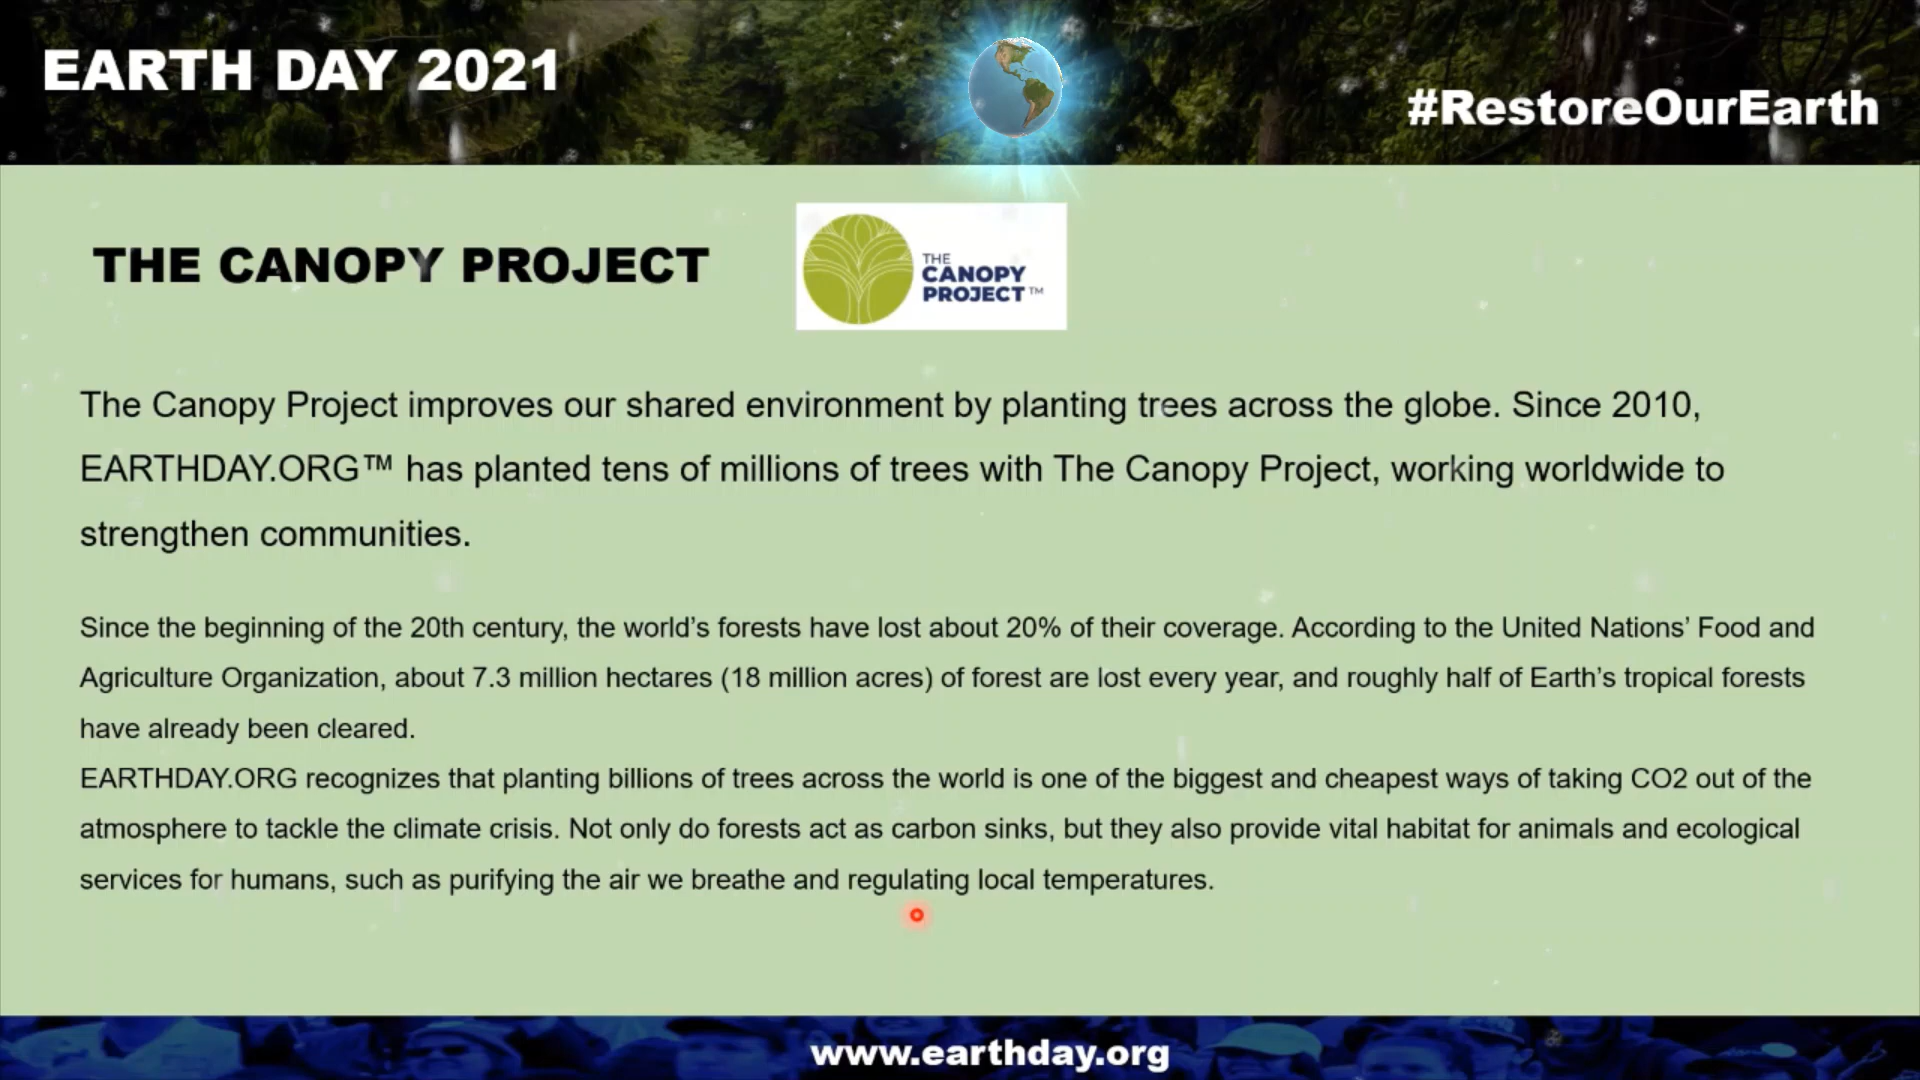 EARTH DAY 2021
#RestoreOurEarth
THE CANOPY PROJECT
THE
CANOPY
PROJECT™
The Canopy Project improves our shared environment by planting trees across the globe. Since 2010,
EARTHDAY.ORG™ has planted tens of millions of trees with The Canopy Project, working worldwide to
strengthen communities.
Since the beginning of the 20th century, the world’s forests have lost about 20% of their coverage. According to the United Nations’ Food and
Agriculture Organization, about 7.3 million hectares (18 million acres) of forest are lost every year, and roughly half of Earth’s tropical forests
have already been cleared.
EARTHDAY.ORG recognizes that planting billions of trees across the world is one of the biggest and cheapest ways of taking CO2 out of the
atmosphere to tackle the climate crisis. Not only do forests act as carbon sinks, but they also provide vital habitat for animals and ecological
services for humans, such as purifying the air we breathe and regulating local temperatures.
www.earthday.org